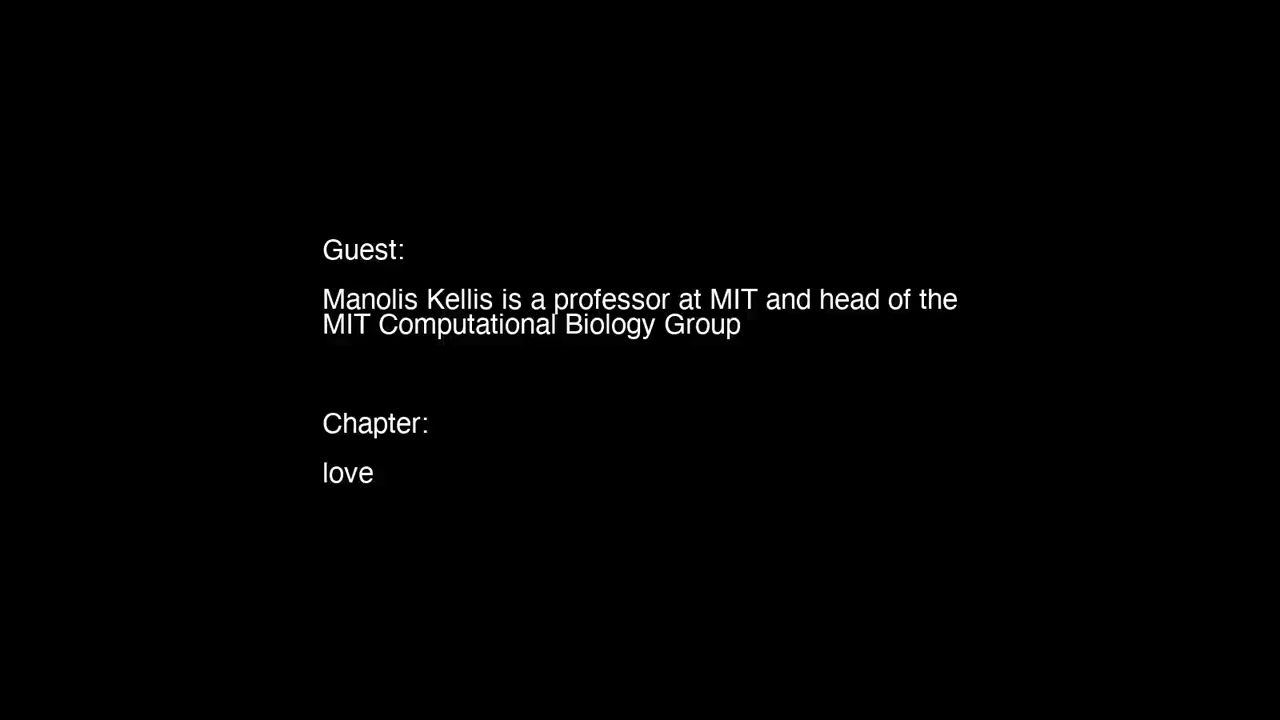 Guest:
Manolis Kellis is a professor at MIT and head of the
MIT Computational Biology Group
Chapter:
love